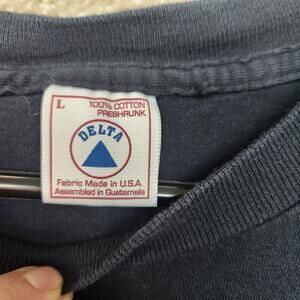 L 100% COTTON
PRESHRUNK
DELTA
Fabric Made in U.S.A.
Assembled in Guatemala